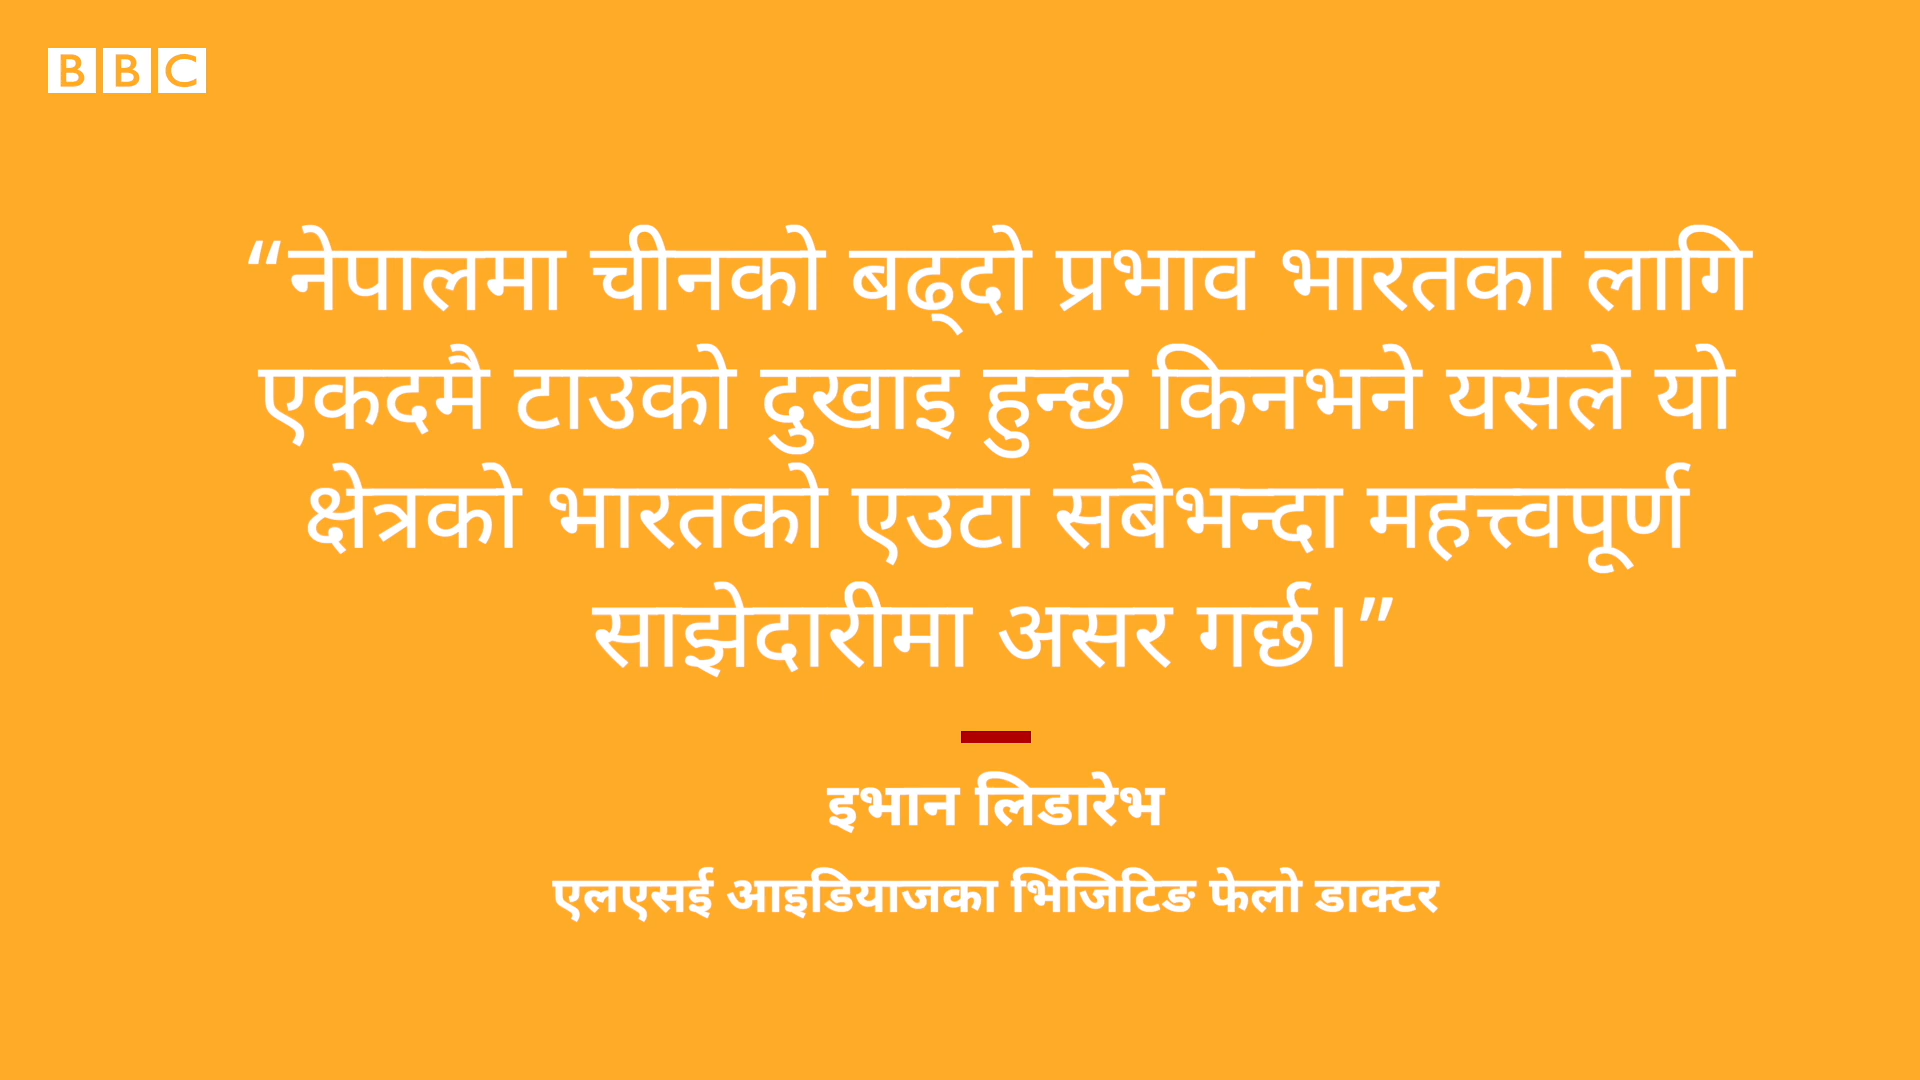 BBC
“नेपालमा चीनको बढ्दो प्रभाव भारतका लागि
एकदमै टाउको दुखाइ हुन्छ किनभने यसले यो
क्षेत्रको भारतको एउटा सबैभन्दा महत्त्वपूर्ण
साझेदारीमा असर गर्छ।”
इभान लिडारेभ
एलएसई आइडियाजका भिजिटिङ फेलो डाक्टर